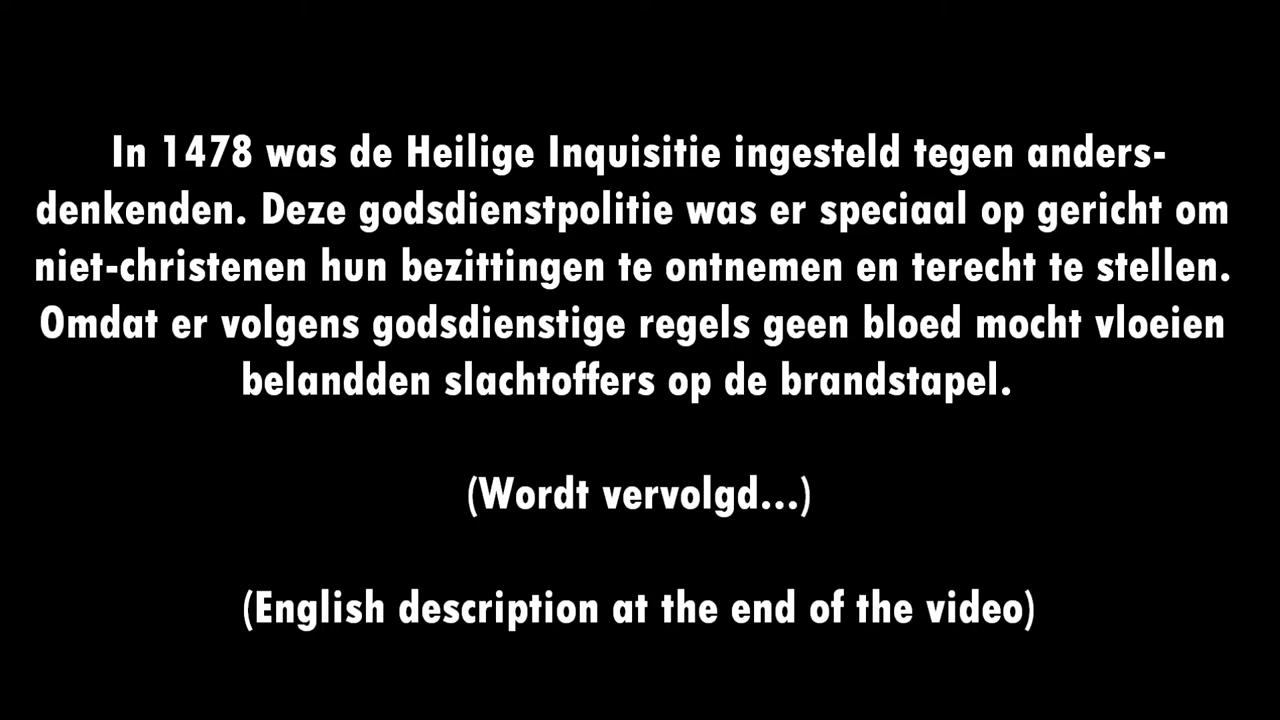 In 1478 was de Heilige Inquisitie ingesteld tegen anders-
denkenden. Deze godsdienstpolitie was er speciaal op gericht om
niet-christenen hun bezittingen te ontnemen en terecht te stellen.
Omdat er volgens godsdienstige regels geen bloed mocht vloeien
belandden slachtoffers op de brandstapel.
(Wordt vervolgd...)
(English description at the end of the video)